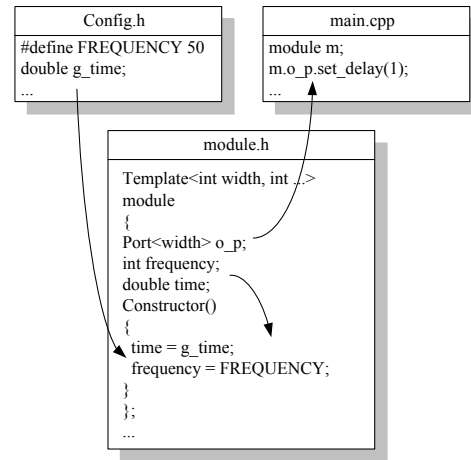 Config.h
#define FREQUENCY 50
double g_time;
...
main.cpp
module m;
m.o_p.set_delay(1);
...
module.h
Template<int width, int ...>
module
{
Port<width> o_p;
int frequency;
double time;
Constructor()
{
time = g_time;
frequency = FREQUENCY;
}
};
...